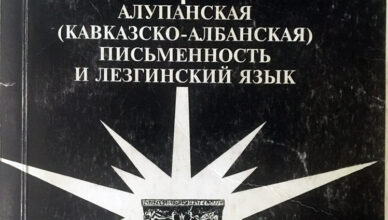 АЛУПАНСКАЯ
(КАВКАЗСКО-АЛБАНСКАЯ)
ПИСЬМЕННОСТЬ
И ЛЕЗГИНСКИЙ ЯЗЫК